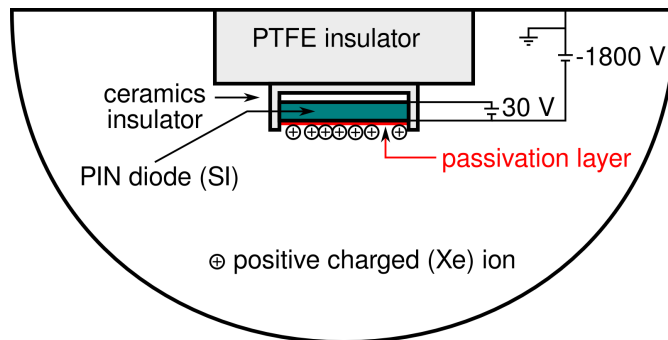 PTFE insulator
-1800 V
ceramics
insulator
30 V
PIN diode (SI)
passivation layer
⊕ positive charged (Xe) ion